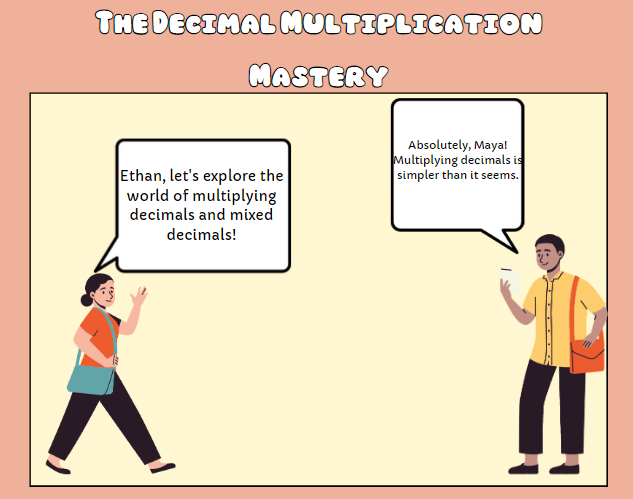 The Decimal Multiplication
Mastery
Ethan, let's explore the
world of multiplying
decimals and mixed
decimals!
Absolutely, Maya!
Multiplying decimals is
simpler than it seems.